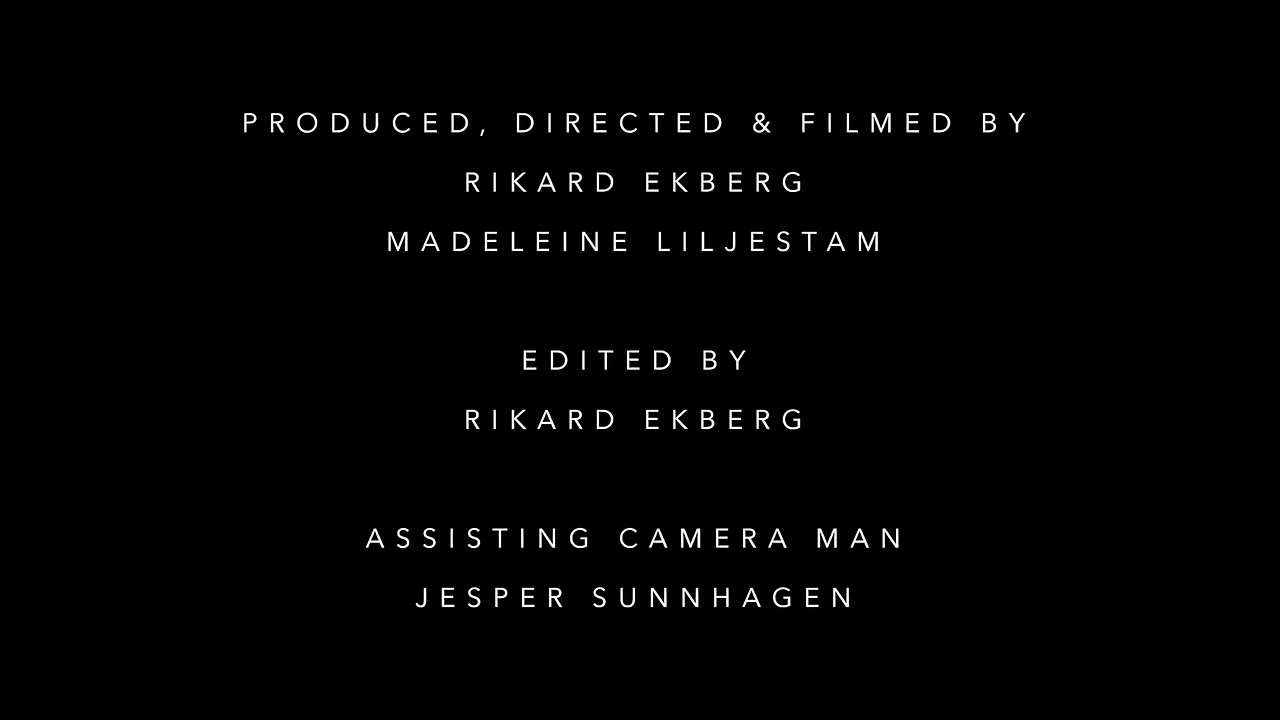 PRODUCED, DIRECTED & FILMED BY
RIKARD EKBERG
MADELEINE LILJESTAM
EDITED BY
RIKARD EKBERG
ASSISTING CAMERA MAN
JESPER SUNNHAGEN